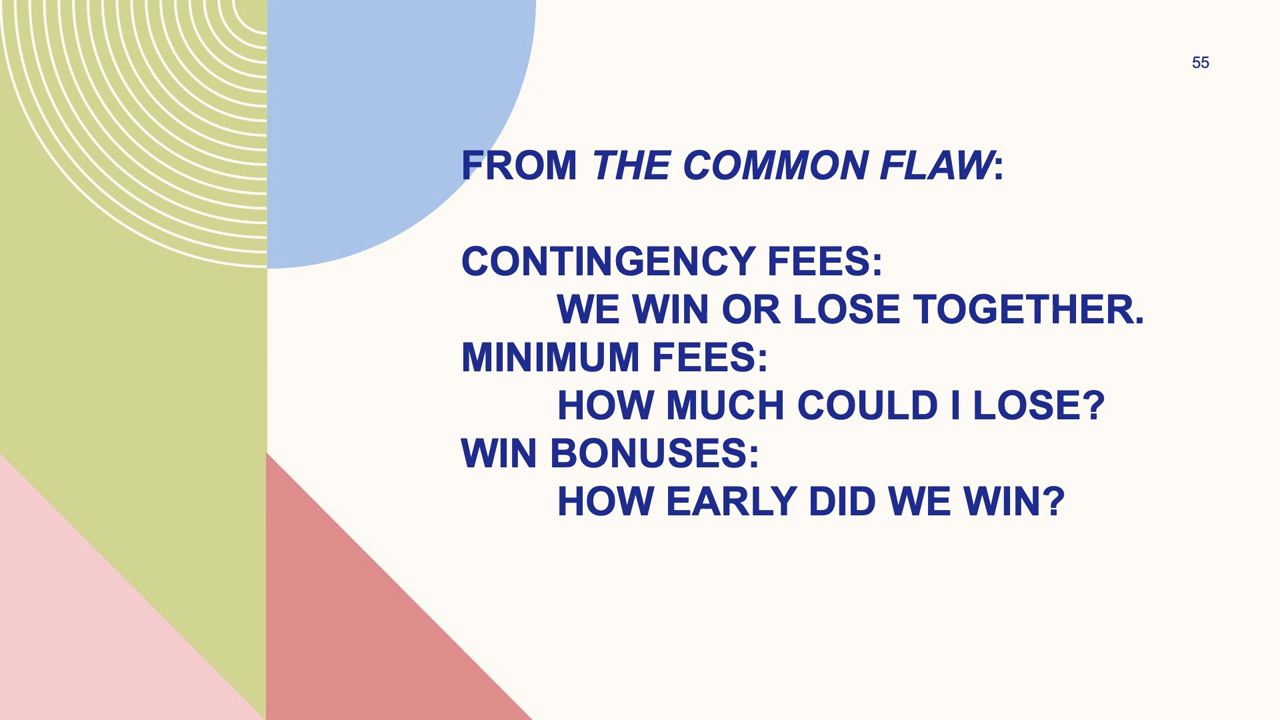 55
FROM THE COMMON FLAW:
CONTINGENCY FEES:
WE WIN OR LOSE TOGETHER.
MINIMUM FEES:
HOW MUCH COULD I LOSE?
WIN BONUSES:
HOW EARLY DID WE WIN?